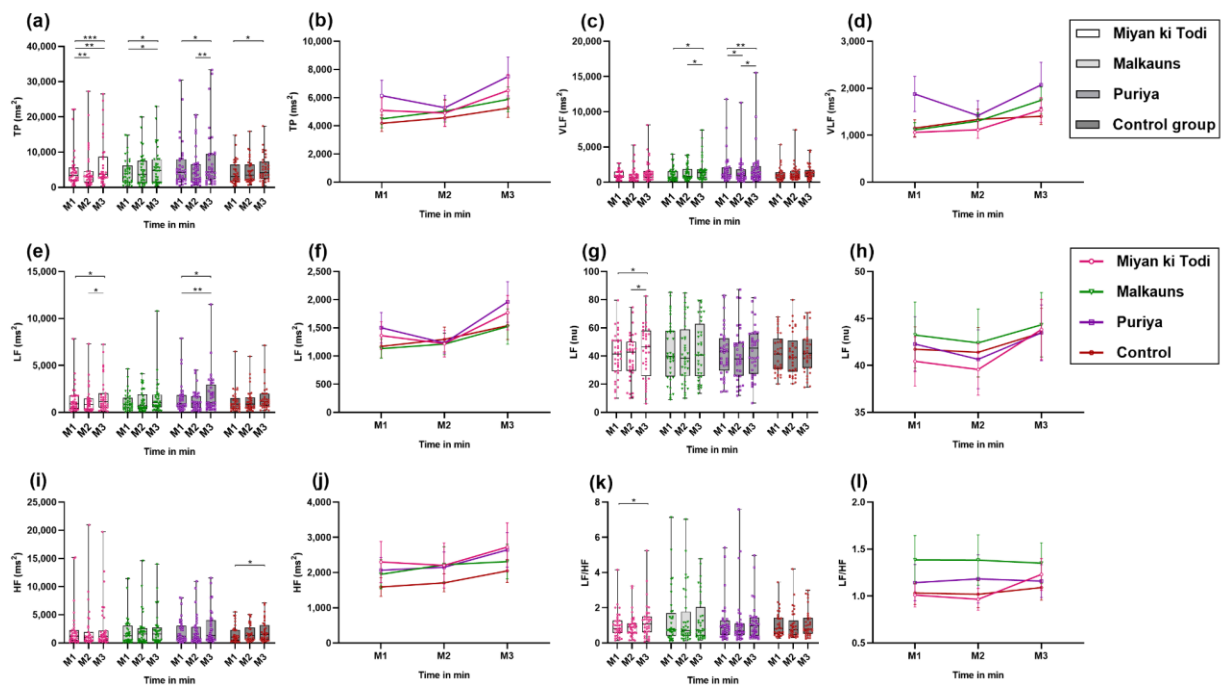 (a)
*** * * *
** *
** **
TP (ms²)
40,000
30,000
20,000
10,000
0
M1 M2 M3 M1 M2 M3 M1 M2 M3 M1 M2 M3
Time in min
(b)
TP (ms²)
10,000
8,000
6,000
4,000
2,000
0
M1 M2 M3
Time in min
(c)
* **
* * *
VLF (ms²)
20,000
15,000
10,000
5,000
0
M1 M2 M3 M1 M2 M3 M1 M2 M3 M1 M2 M3
Time in min
(d)
VLF (ms²)
3,000
2,000
1,000
0
M1 M2 M3
Time in min
Miyan ki Todi
Malkauns
Puriya
Control group
(e)
* *
* **
LF (ms²)
15,000
10,000
5,000
0
M1 M2 M3 M1 M2 M3 M1 M2 M3 M1 M2 M3
Time in min
(f)
LF (ms²)
2,500
2,000
1,500
1,000
500
0
M1 M2 M3
Time in min
(g)
*
*
LF (nu)
100
80
60
40
20
0
M1 M2 M3 M1 M2 M3 M1 M2 M3 M1 M2 M3
Time in min
(h)
LF (nu)
50
45
40
35
M1 M2 M3
Time in min
Miyan ki Todi
Malkauns
Puriya
Control
(i)
*
HF (ms²)
25,000
20,000
15,000
10,000
5,000
0
M1 M2 M3 M1 M2 M3 M1 M2 M3 M1 M2 M3
Time in min
(j)
HF (ms²)
4,000
3,000
2,000
1,000
0
M1 M2 M3
Time in min
(k)
*
LF/HF
8
6
4
2
0
M1 M2 M3 M1 M2 M3 M1 M2 M3 M1 M2 M3
Time in min
(l)
LF/HF
2.0
1.5
1.0
0.5
M1 M2 M3
Time in min